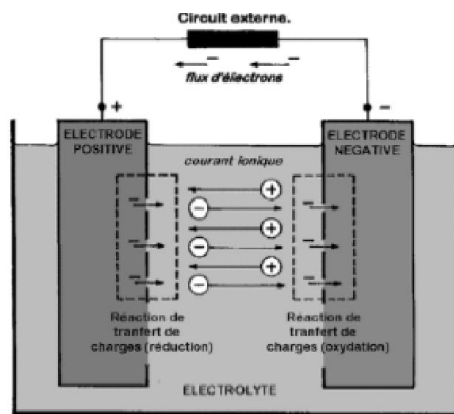 Circuit externe.
flux d'électrons
+
−
ELECTRODE
POSITIVE
ELECTRODE
NEGATIVE
courant ionique
Réaction de
tranfert de
charges (réduction)
Réaction de
tranfert de
charges (oxydation)
ELECTROLYTE